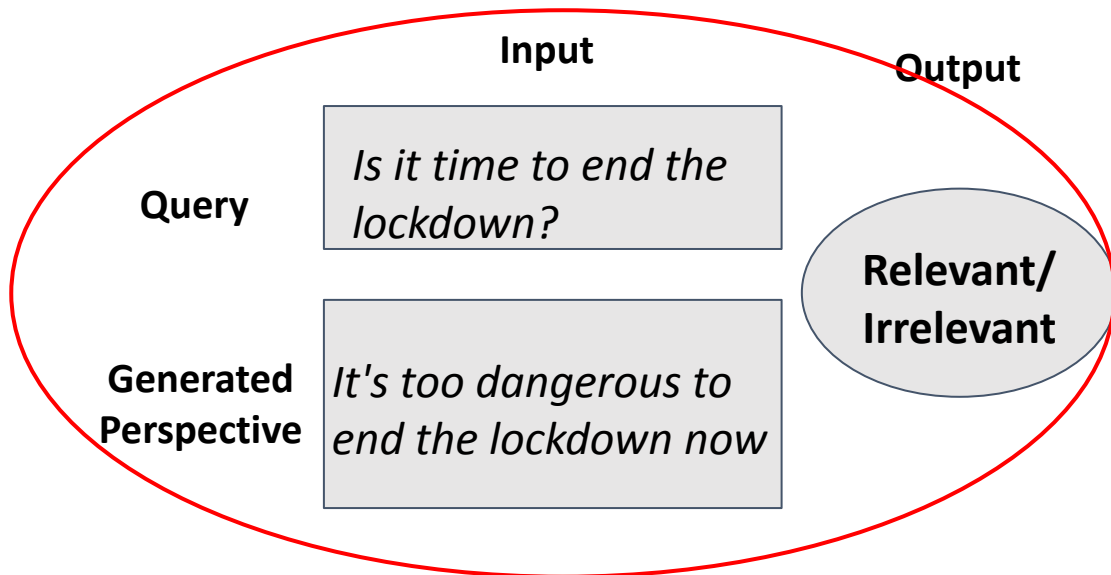 Input
Output
Query
Is it time to end the
lockdown?
Relevant/
Irrelevant
Generated
Perspective
It's too dangerous to
end the lockdown now